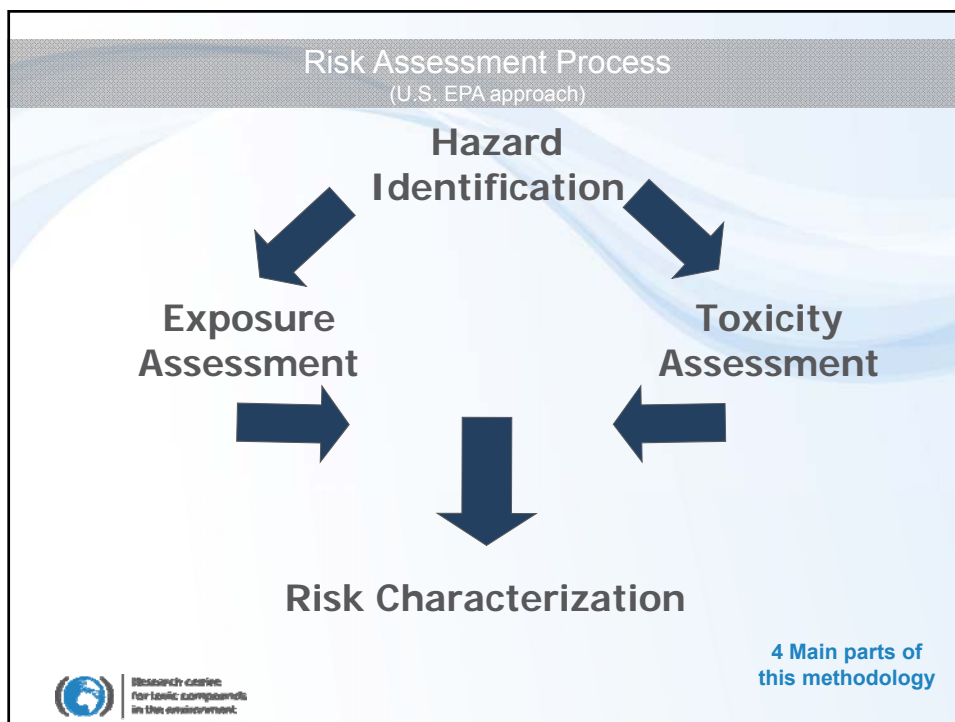 Risk Assessment Process
(U.S. EPA approach)
Hazard
Identification
Exposure
Assessment
Toxicity
Assessment
Risk Characterization
4 Main parts of
this methodology
Research centre
for toxic compounds
in the environment